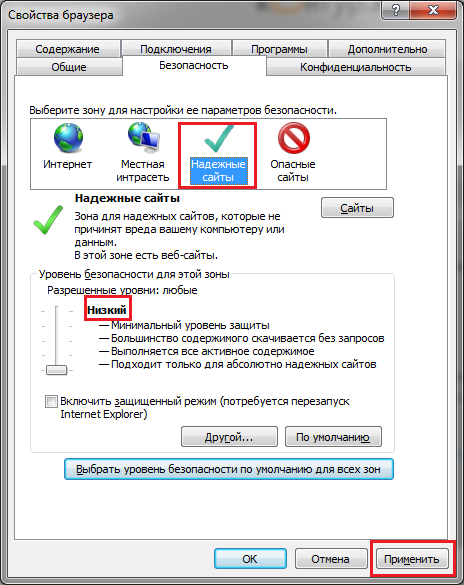 Свойства браузера
Содержание Подключения Программы Дополнительно
Общие Безопасность Конфиденциальность
Выберите зону для настройки ее параметров безопасности.
Интернет Местная интрасеть Надежные сайты Опасные сайты
Надежные сайты
Сайты
Зона для надежных сайтов, которые не
причинят вреда вашему компьютеру или
данным.
В этой зоне есть веб-сайты.
Уровень безопасности для этой зоны
Разрешенные уровни: любые
Низкий
— Минимальный уровень защиты
— Большинство содержимого скачивается без запросов
— Выполняется все активное содержимое
— Подходит только для абсолютно надежных сайтов
Включить защищенный режим (потребуется перезапуск
Internet Explorer)
Другой... По умолчанию
Выбрать уровень безопасности по умолчанию для всех зон
ОК Отмена Применить